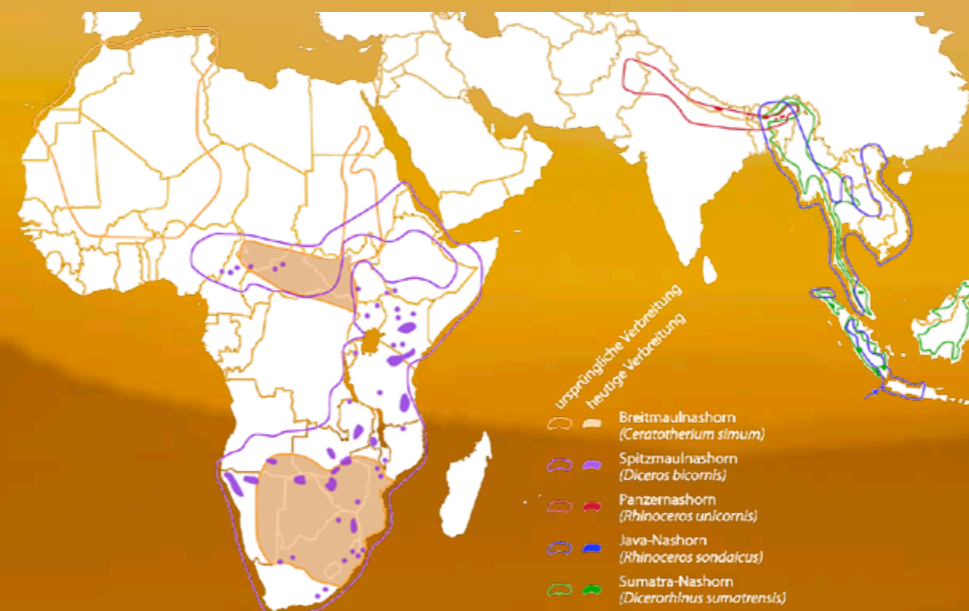 ursprüngliche Verbreitung
heutige Verbreitung
Breitmaulnashorn
(Ceratotherium simum)
Spitzmaulnashorn
(Diceros bicornis)
Panzernashorn
(Rhinoceros unicornis)
Java-Nashorn
(Rhinoceros sondaicus)
Sumatra-Nashorn
(Dicerorhinus sumatrensis)